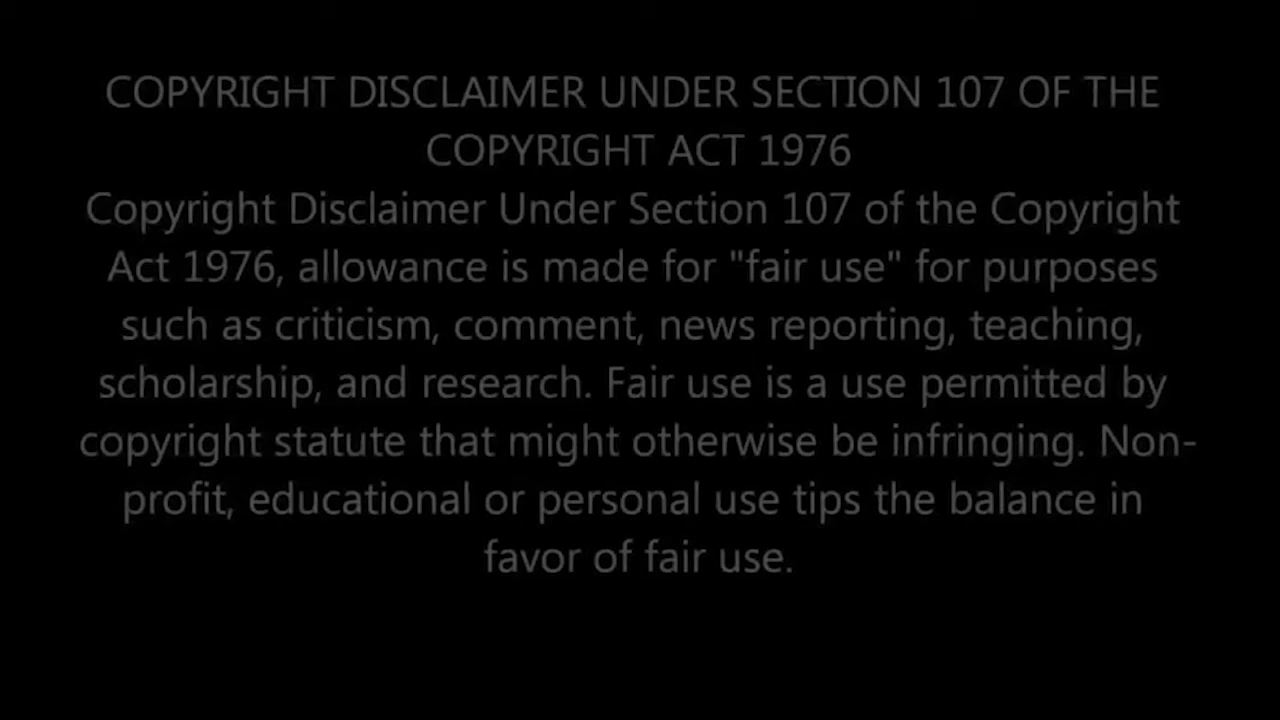 COPYRIGHT DISCLAIMER UNDER SECTION 107 OF THE
COPYRIGHT ACT 1976
Copyright Disclaimer Under Section 107 of the Copyright
Act 1976, allowance is made for "fair use" for purposes
such as criticism, comment, news reporting, teaching,
scholarship, and research. Fair use is a use permitted by
copyright statute that might otherwise be infringing. Non-
profit, educational or personal use tips the balance in
favor of fair use.